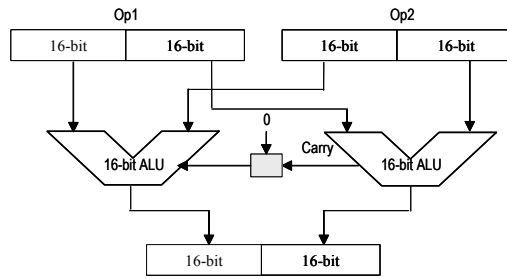 Op1 Op2
16-bit 16-bit 16-bit 16-bit
0
Carry
16-bit ALU 16-bit ALU
16-bit 16-bit